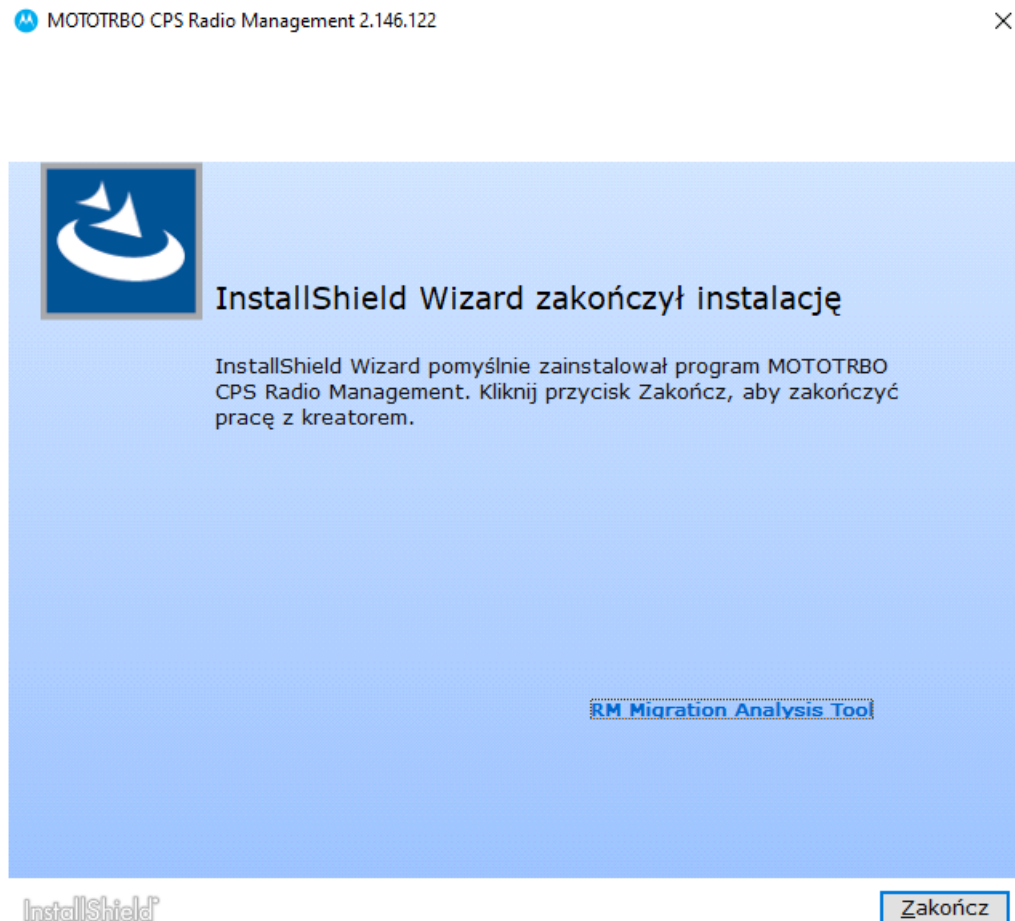 MOTOTRBO CPS Radio Management 2.146.122
InstallShield Wizard zakończył instalację
InstallShield Wizard pomyślnie zainstalował program MOTOTRBO
CPS Radio Management. Kliknij przycisk Zakończ, aby zakończyć
pracę z kreatorem.
RM Migration Analysis Tool
InstallShield®
Zakończ